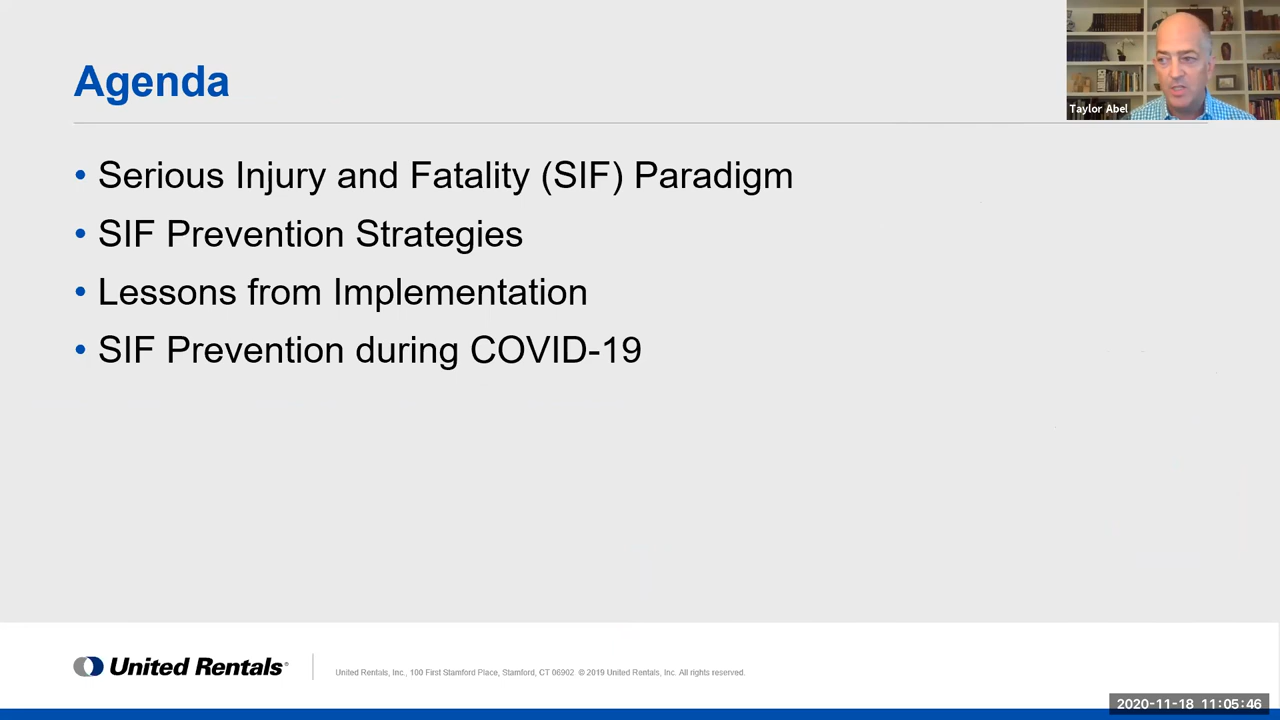 Agenda
Taylor Abel
• Serious Injury and Fatality (SIF) Paradigm
• SIF Prevention Strategies
• Lessons from Implementation
• SIF Prevention during COVID-19
United Rentals®
United Rentals, Inc., 100 First Stamford Place, Stamford, CT 06902 © 2019 United Rentals, Inc. All rights reserved.
2020-11-18 11:05:46